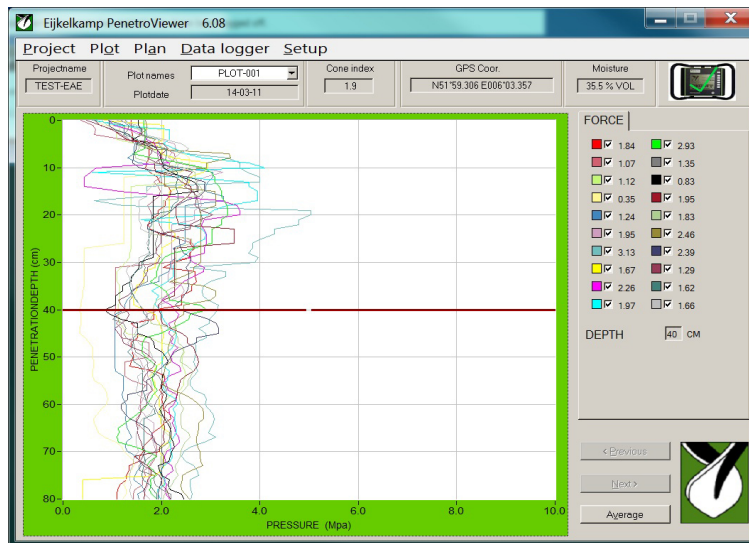 Eijkelkamp PenetroViewer 6.08
Project Plot Plan Data logger Setup
Projectname
TEST-EAE
Plot names PLOT-001
Plotdate 14-03-11
Cone index
1.9
GPS Coor.
N51°59.306 E006°03.357
Moisture
35.5 % VOL
FORCE
1.84 2.93
1.07 1.35
1.12 0.83
0.35 1.95
1.24 1.83
1.95 2.46
3.13 2.39
1.67 1.29
2.26 1.62
1.97 1.66
DEPTH 40 CM
< Previous
Next >
Average
PENETRATIONDEPTH (cm)
0
10
20
30
40
50
60
70
80
0.0 2.0 4.0 6.0 8.0 10.0
PRESSURE (Mpa)